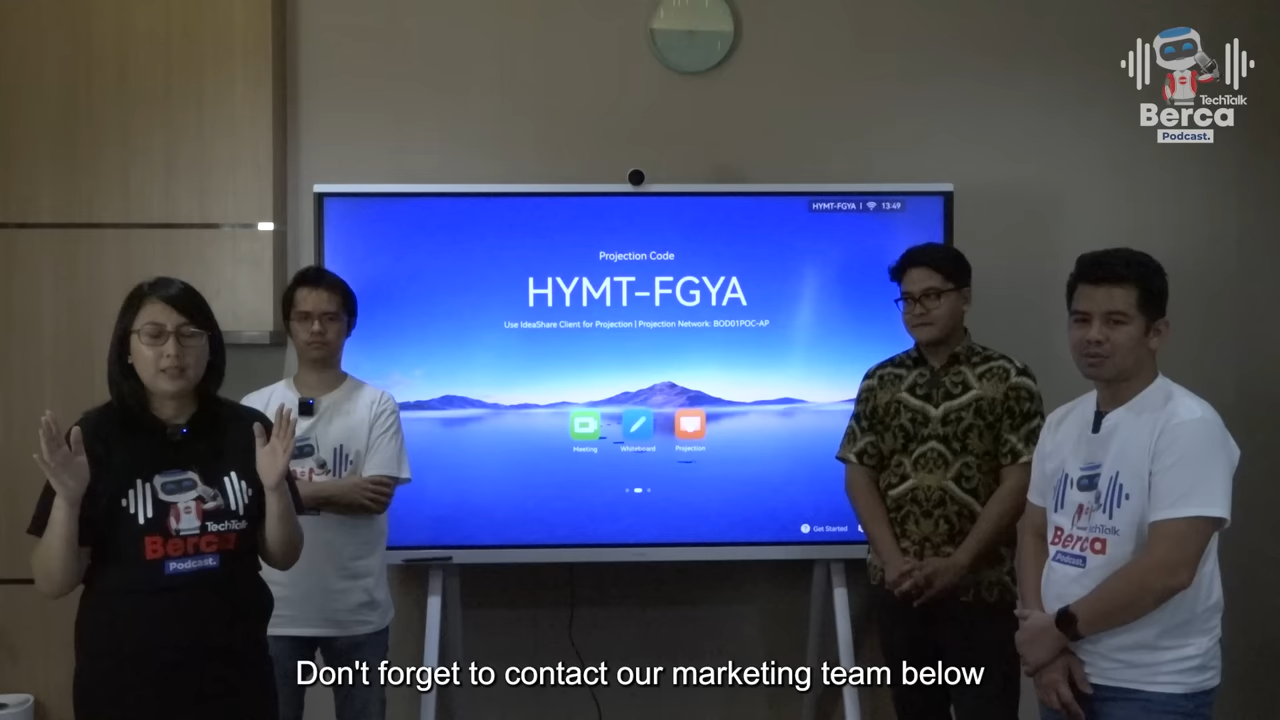 TechTalk
Berca
Podcast.
HYMT-FGYA | 13:49
Projection Code
HYMT-FGYA
Use IdeaShare Client for Projection | Projection Network: BOD01POC-AP
Meeting
Whiteboard
Projection
Get Started
TechTalk
Berca
Podcast.
TechTalk
Berca
Podcast.
Don't forget to contact our marketing team below